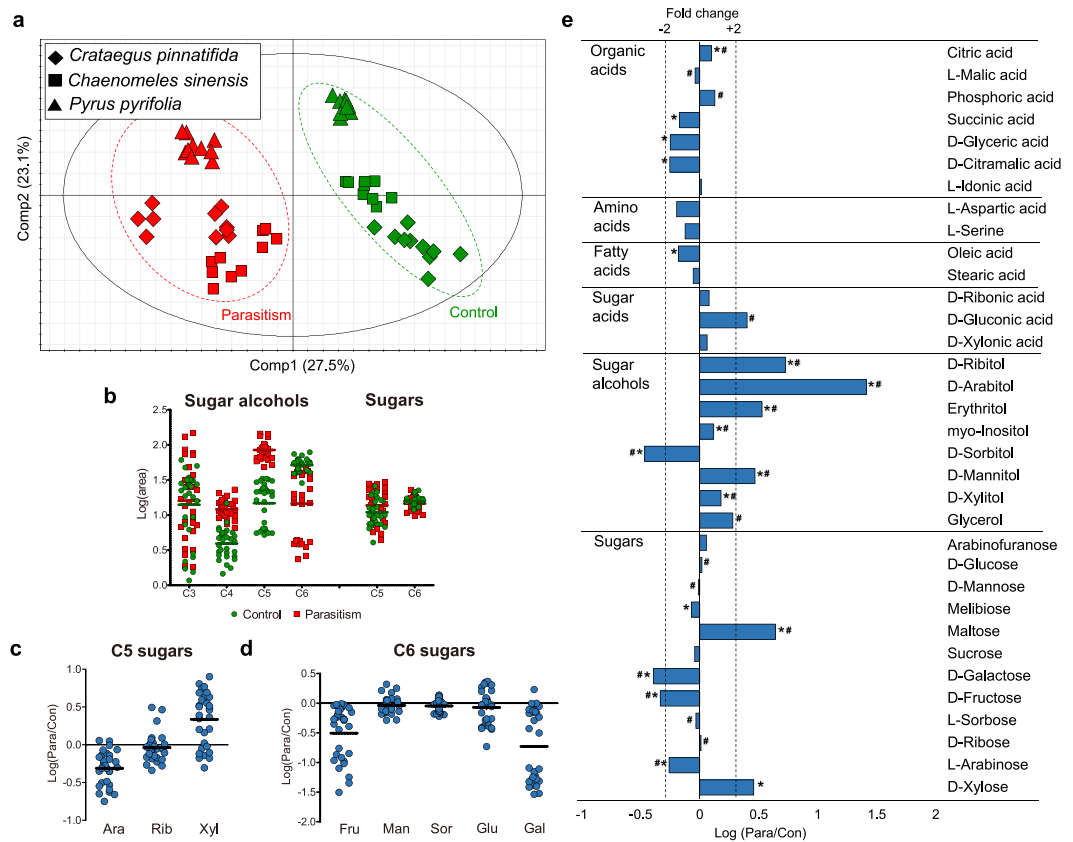 a
Crataegus pinnatifida
Chaenomeles sinensis
Pyrus pyrifolia
Comp2 (23.1%)
Parasitism
Control
Comp1 (27.5%)
b
Sugar alcohols
Sugars
Log(area)
2.5
2.0
1.5
1.0
0.5
0.0
C3 C4 C5 C6 C5 C6
Control Parasitism
c
C5 sugars
Log(Para/Con)
1.0
0.5
0.0
-0.5
-1.0
Ara Rib Xyl
d
C6 sugars
0.5
0.0
-0.5
-1.0
-1.5
-2.0
Fru Man Sor Glu Gal
e
Fold change
-2 +2
Organic
acids
*# Citric acid
# L-Malic acid
# Phosphoric acid
* Succinic acid
* D-Glyceric acid
* D-Citramalic acid
L-Idonic acid
Amino
acids
L-Aspartic acid
L-Serine
Fatty
acids
* Oleic acid
Stearic acid
Sugar
acids
D-Ribonic acid
# D-Gluconic acid
D-Xylonic acid
Sugar
alcohols
*# D-Ribitol
*# D-Arabitol
*# Erythritol
*# myo-Inositol
#* D-Sorbitol
*# D-Mannitol
*# D-Xylitol
# Glycerol
Sugars
Arabinofuranose
# D-Glucose
# D-Mannose
* Melibiose
*# Maltose
Sucrose
#* D-Galactose
#* D-Fructose
# L-Sorbose
# D-Ribose
#* L-Arabinose
* D-Xylose
-1 -0.5 0 0.5 1 1.5 2
Log (Para/Con)